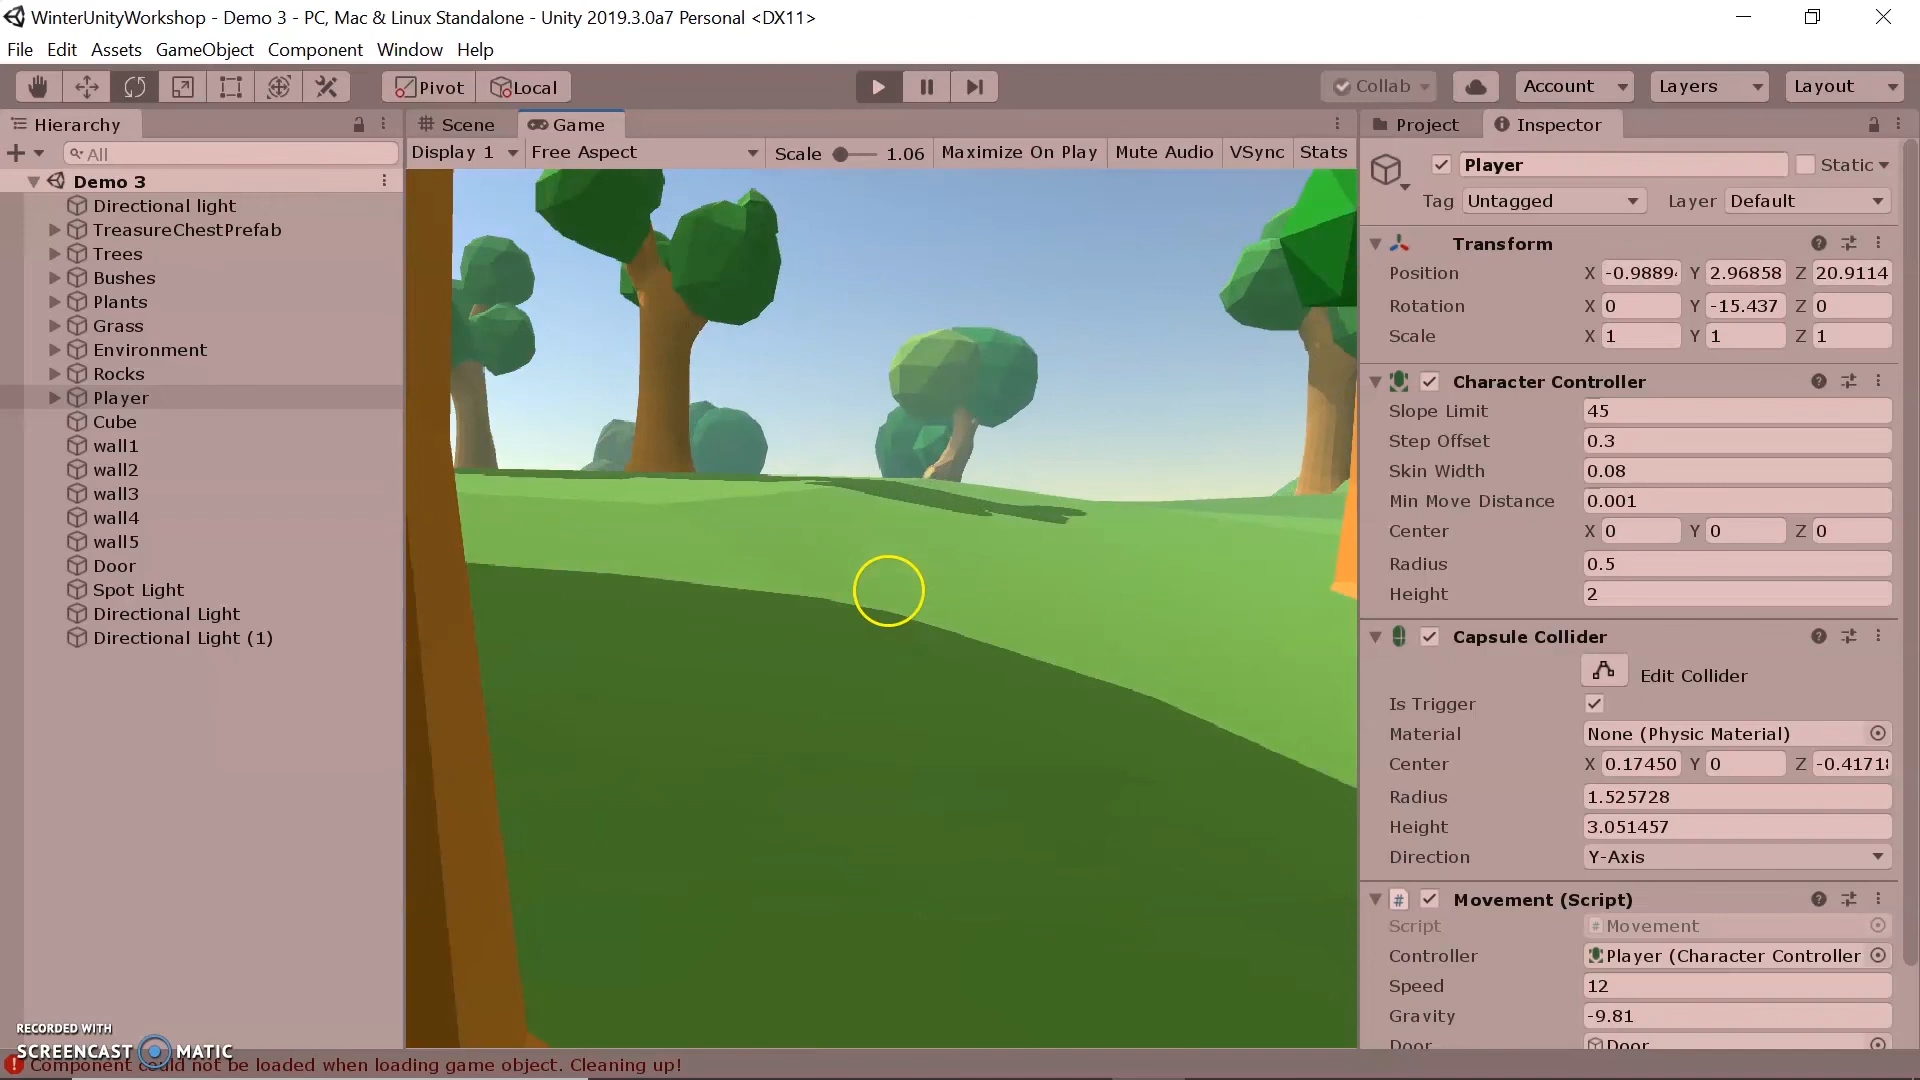 WinterUnityWorkshop - Demo 3 - PC, Mac & Linux Standalone - Unity 2019.3.0a7 Personal <DX11>
File Edit Assets GameObject Component Window Help
Pivot Local Collab Account Layers Layout
Hierarchy
All
Demo 3
Directional light
TreasureChestPrefab
Trees
Bushes
Plants
Grass
Environment
Rocks
Player
Cube
wall1
wall2
wall3
wall4
wall5
Door
Spot Light
Directional Light
Directional Light (1)
Scene Game
Display 1 Free Aspect Scale 1.06 Maximize On Play Mute Audio VSync Stats
Project Inspector
Player Static
Tag Untagged Layer Default
Transform
Position X -0.9889 Y 2.96858 Z 20.9114
Rotation X 0 Y -15.437 Z 0
Scale X 1 Y 1 Z 1
Character Controller
Slope Limit 45
Step Offset 0.3
Skin Width 0.08
Min Move Distance 0.001
Center X 0 Y 0 Z 0
Radius 0.5
Height 2
Capsule Collider
Edit Collider
Is Trigger
Material None (Physic Material)
Center X 0.17450 Y 0 Z -0.4171
Radius 1.525728
Height 3.051457
Direction Y-Axis
# Movement (Script)
Script # Movement
Controller Player (Character Controller
Speed 12
Gravity -9.81
Door Door
RECORDED WITH
SCREENCAST MATIC
Component could not be loaded when loading game object. Cleaning up!